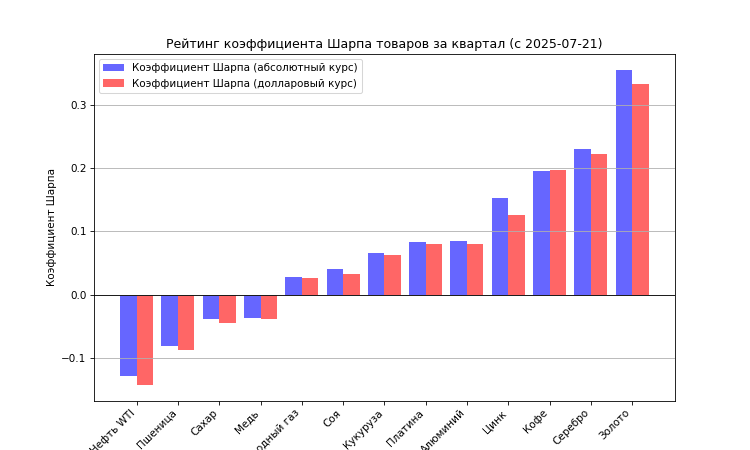 Рейтинг коэффициента Шарпа товаров за квартал (с 2025-07-21)
Коэффициент Шарпа (абсолютный курс)
Коэффициент Шарпа (долларовый курс)
Коэффициент Шарпа
0.3
0.2
0.1
0.0
−0.1
Нефть WTI
Пшеница
Сахар
Медь
одный газ
Соя
Кукуруза
Платина
Алюминий
Цинк
Кофе
Серебро
Золото